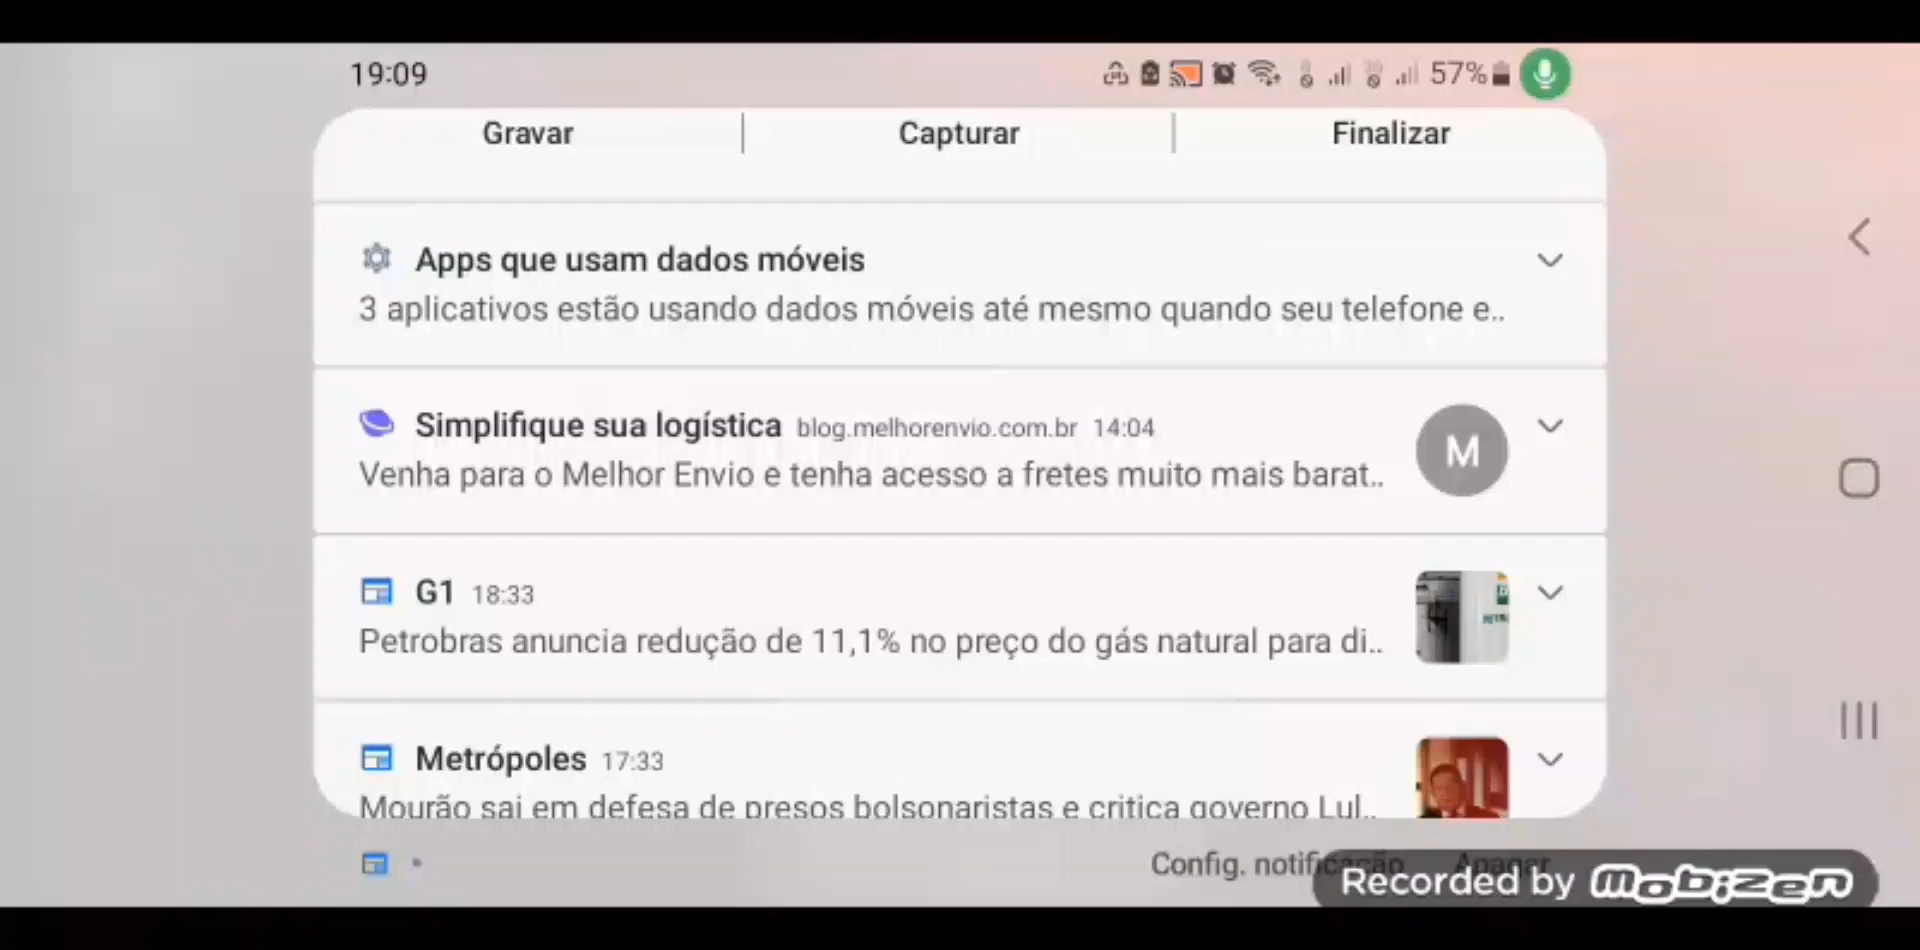 19:09
57%
Gravar
Capturar
Finalizar
Apps que usam dados móveis
3 aplicativos estão usando dados móveis até mesmo quando seu telefone e..
Simplifique sua logística blog.melhorenvio.com.br 14:04
Venha para o Melhor Envio e tenha acesso a fretes muito mais barat..
M
G1 18:33
Petrobras anuncia redução de 11,1% no preço do gás natural para di..
Metrópoles 17:33
Mourão sai em defesa de presos bolsonaristas e critica governo Lul..
Config. notificação
Apagar
Recorded by mobizen